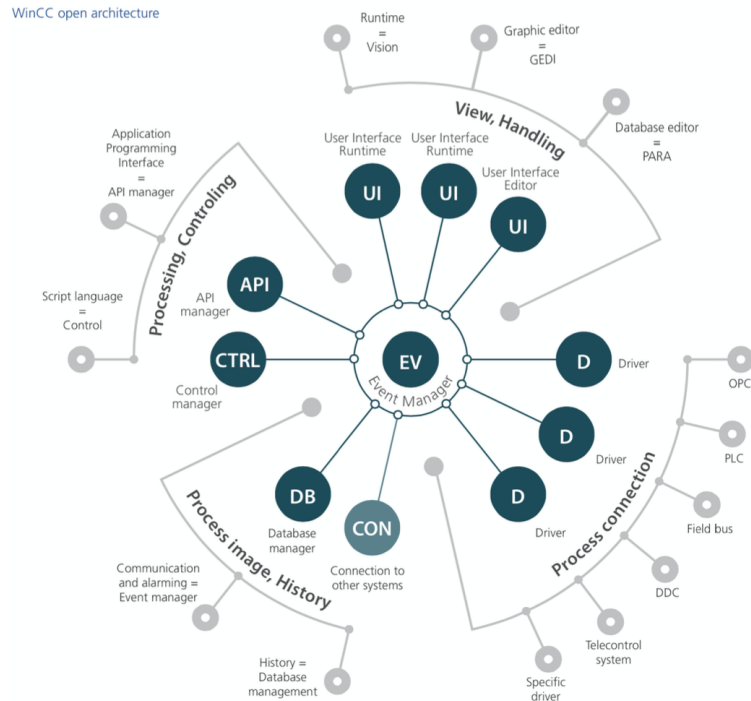 WinCC open architecture
Runtime
=
Vision
Graphic editor
=
GEDI
Database editor
=
PARA
View, Handling
User Interface
Runtime
User Interface
Runtime
User Interface
Editor
UI
UI
UI
Application
Programming
Interface
=
API manager
Script language
=
Control
Processing, Controling
API
API
manager
CTRL
Control
manager
EV
Event Manager
D
Driver
D
Driver
D
Driver
DB
Database
manager
CON
Connection to
other systems
Process image, History
Communication
and alarming =
Event manager
History =
Database
management
Process connection
OPC
PLC
Field bus
DDC
Telecontrol
system
Specific
driver